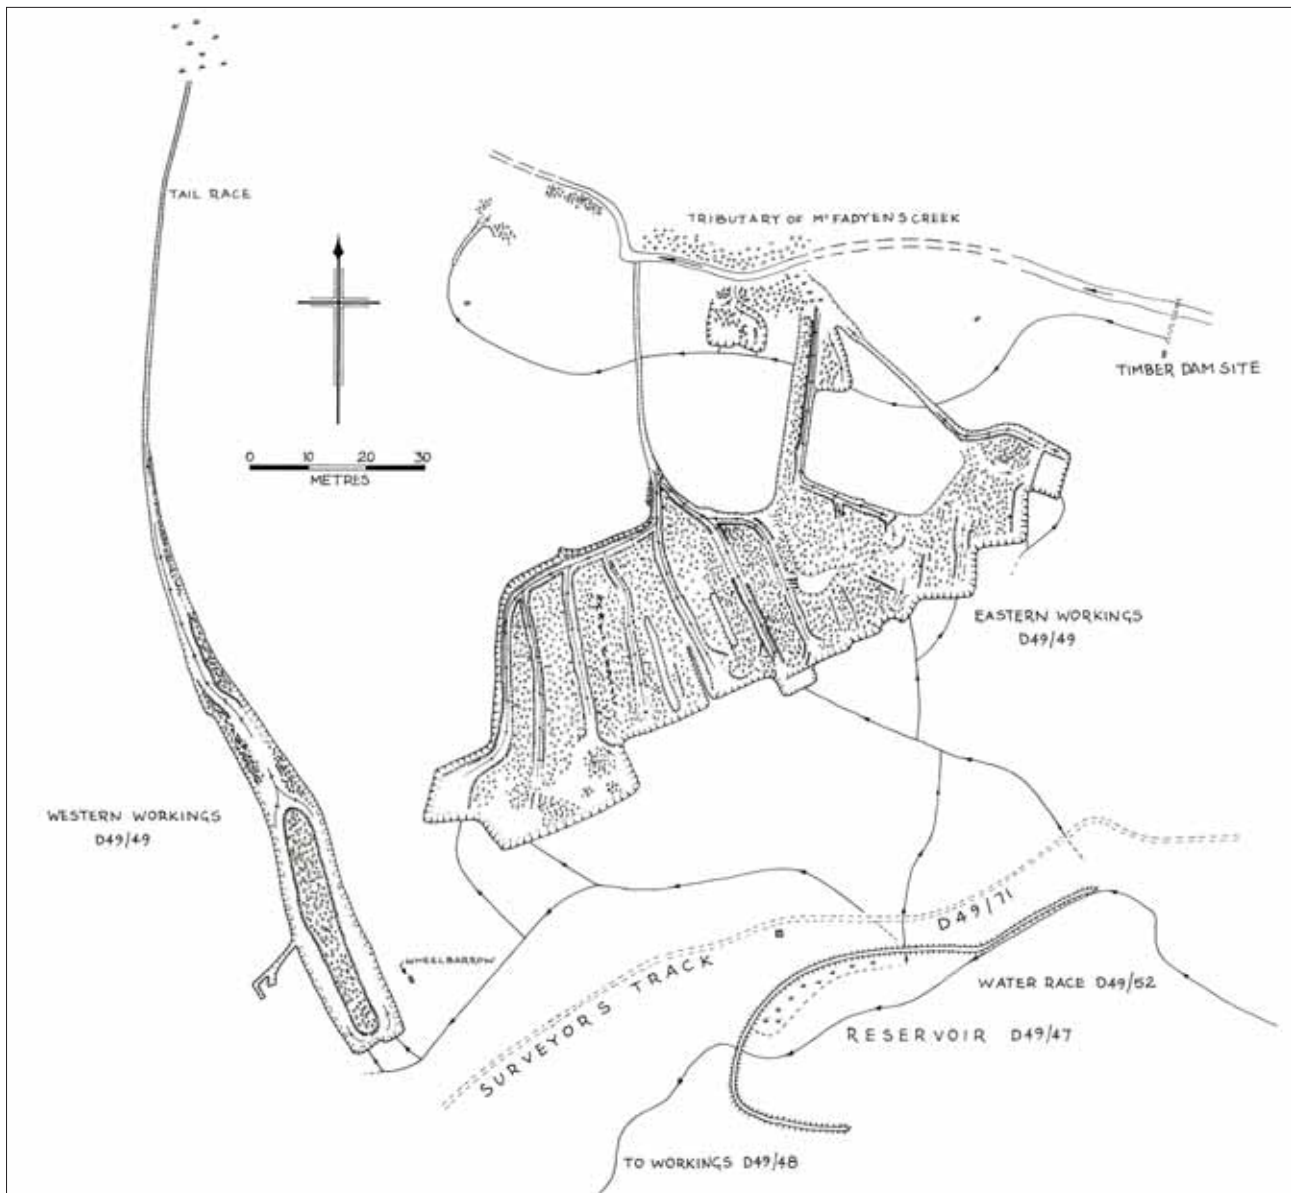 TAIL RACE
TRIBUTARY OF McFADYENS CREEK
TIMBER DAM SITE
0 10 20 30
METRES
EASTERN WORKINGS
D49/49
WESTERN WORKINGS
D49/49
WHEELBARROW
D49/71
SURVEYORS TRACK
WATER RACE D49/52
RESERVOIR D49/47
TO WORKINGS D49/48